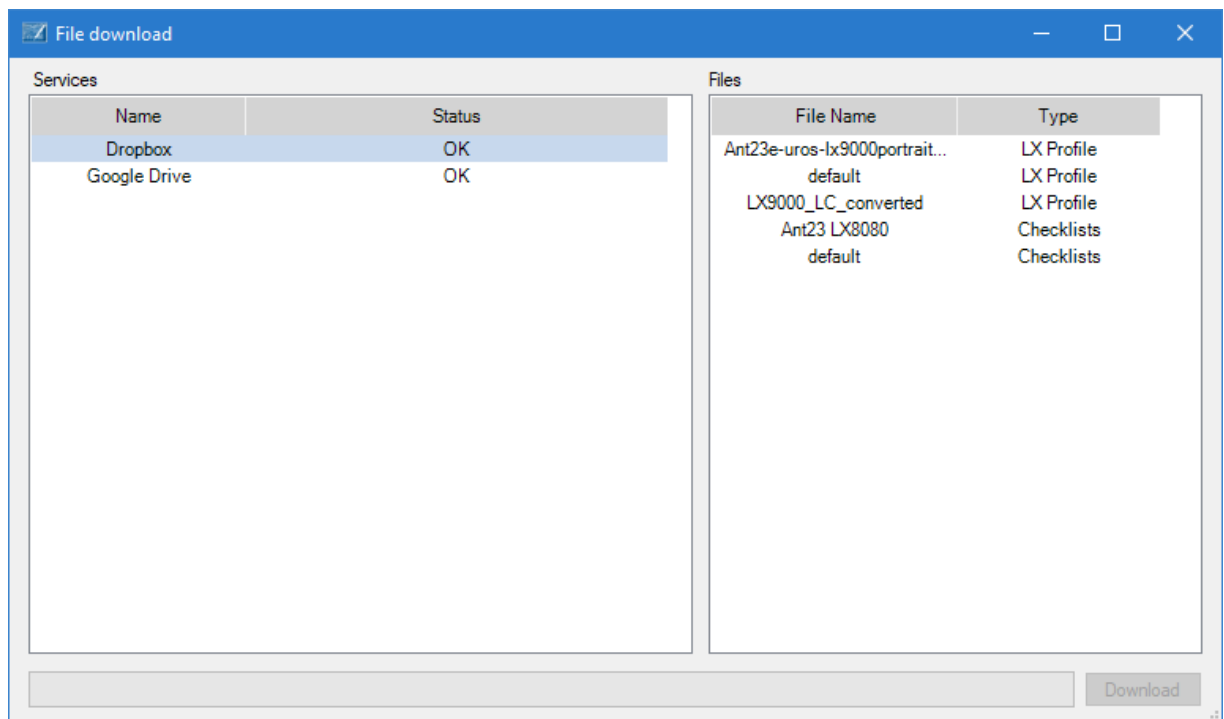 File download
Services
Name Status
Dropbox OK
Google Drive OK
Files
File Name Type
Ant23e-uros-lx9000portrait... LX Profile
default LX Profile
LX9000_LC_converted LX Profile
Ant23 LX8080 Checklists
default Checklists
Download